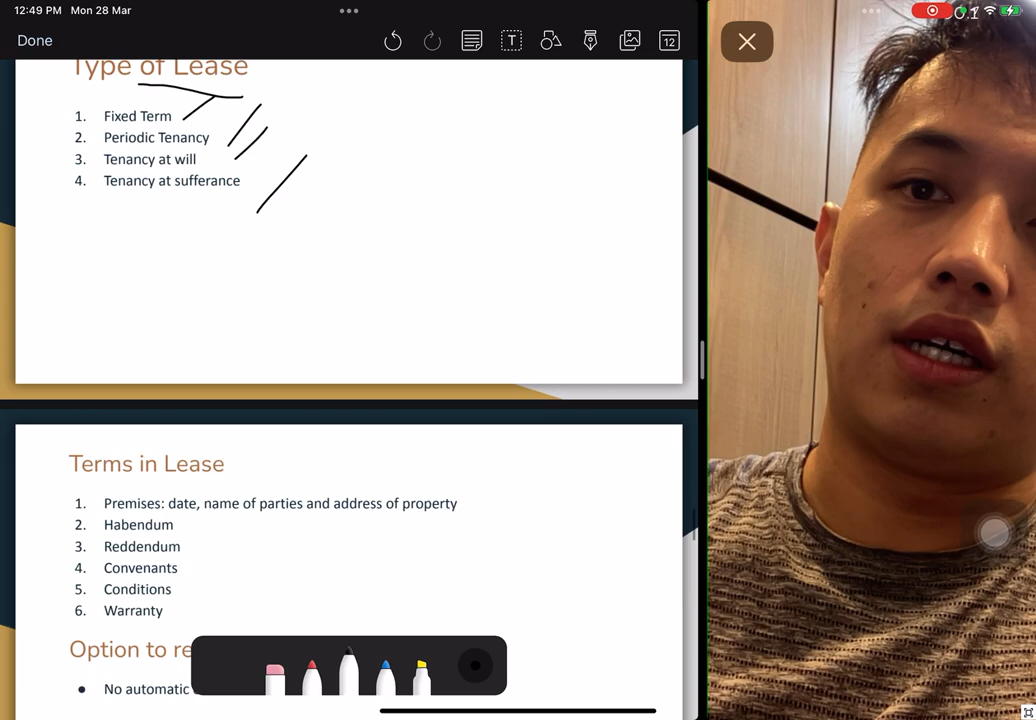 12:49 PM Mon 28 Mar
Done
12
Type of Lease
1. Fixed Term
2. Periodic Tenancy
3. Tenancy at will
4. Tenancy at sufferance
Terms in Lease
1. Premises: date, name of parties and address of property
2. Habendum
3. Reddendum
4. Convenants
5. Conditions
6. Warranty
Option to re
• No automatic